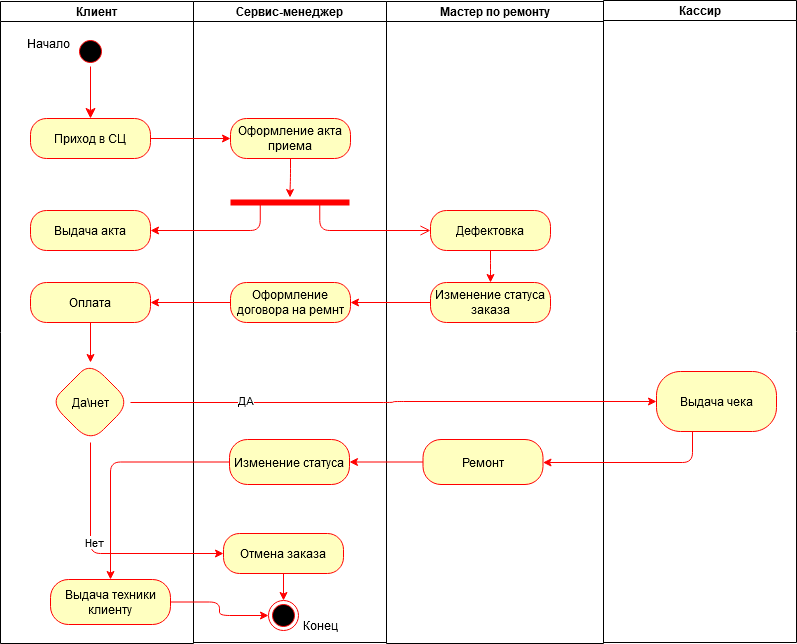 Клиент
Сервис-менеджер
Мастер по ремонту
Кассир
Начало
Приход в СЦ
Оформление акта
приема
Выдача акта
Дефектовка
Оплата
Оформление
договора на ремнт
Изменение статуса
заказа
Да\нет
ДА
Выдача чека
Изменение статуса
Ремонт
Нет
Отмена заказа
Выдача техники
клиенту
Конец